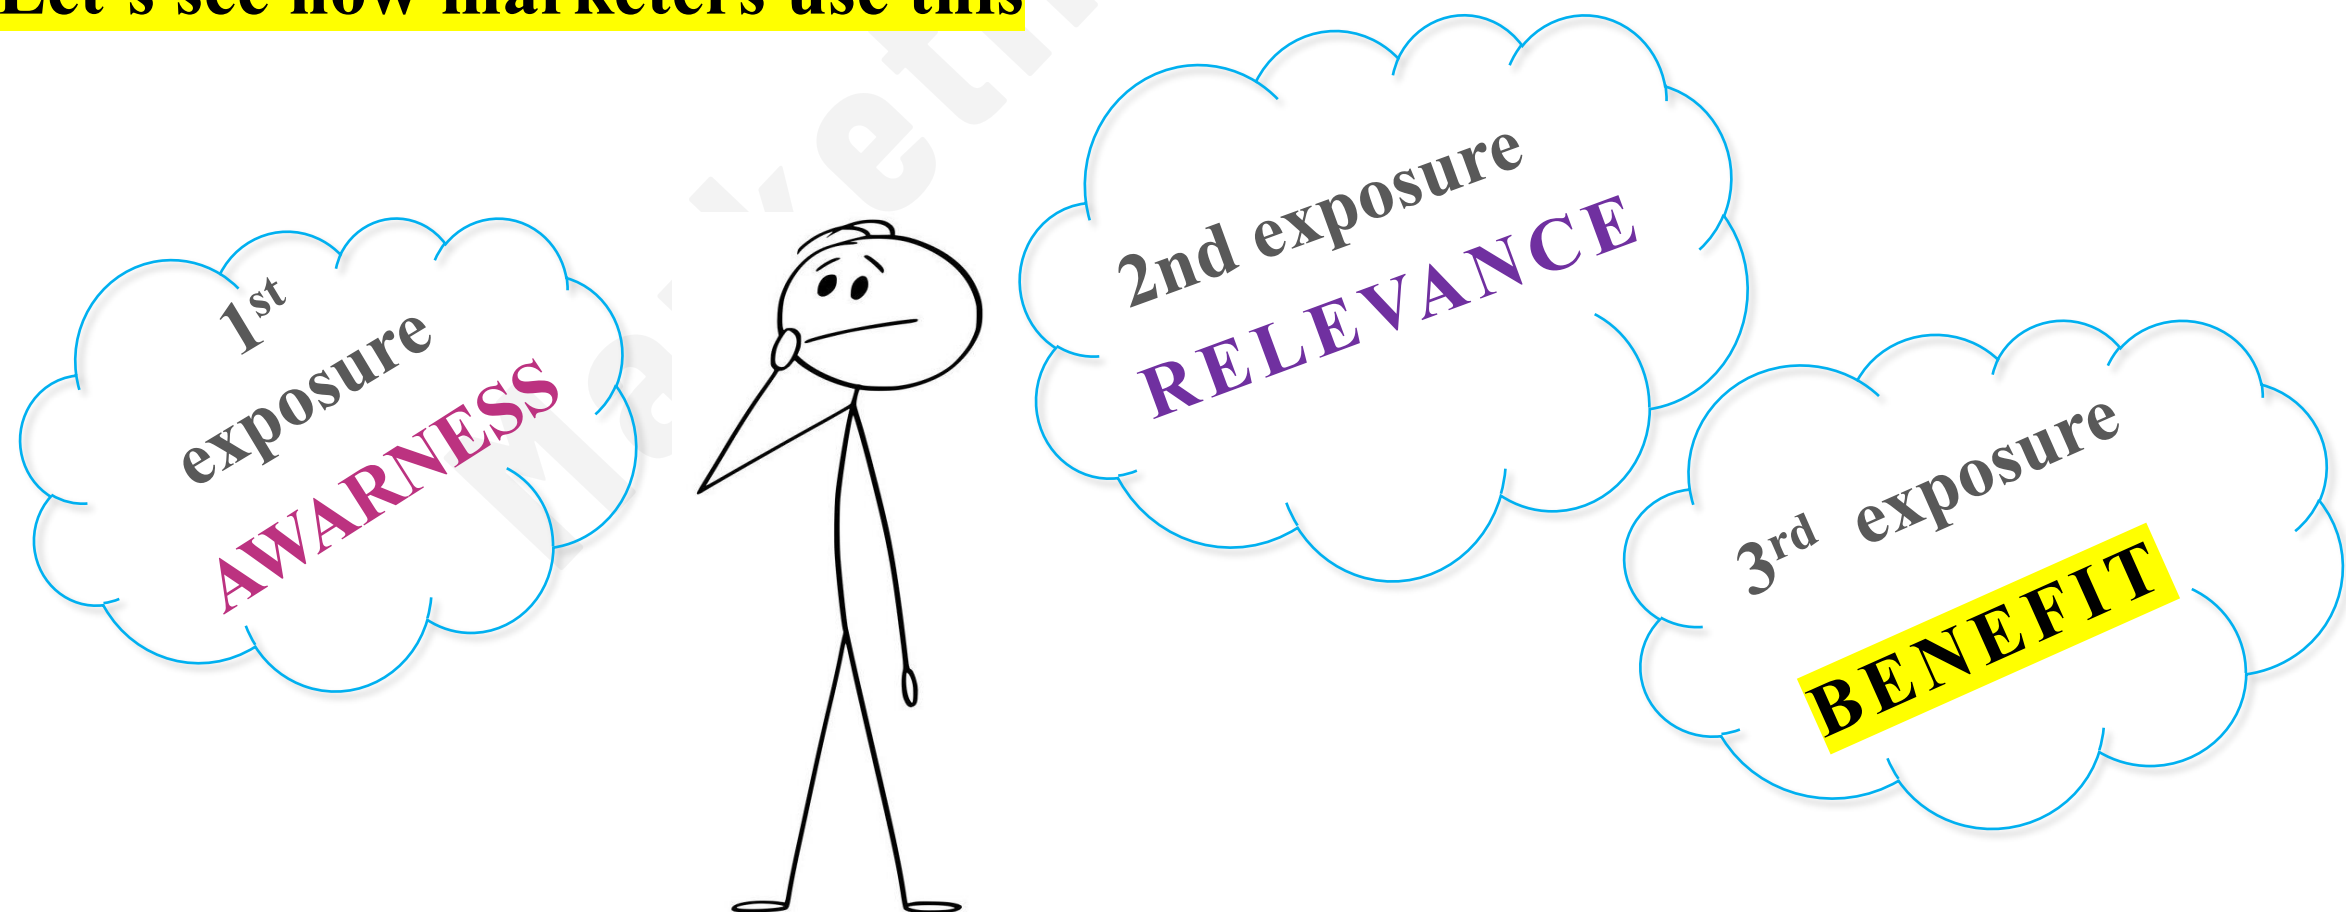 Let's see how marketers use this
1st
exposure
AWARNESS
2nd exposure
RELEVANCE
3rd exposure
BENEFIT